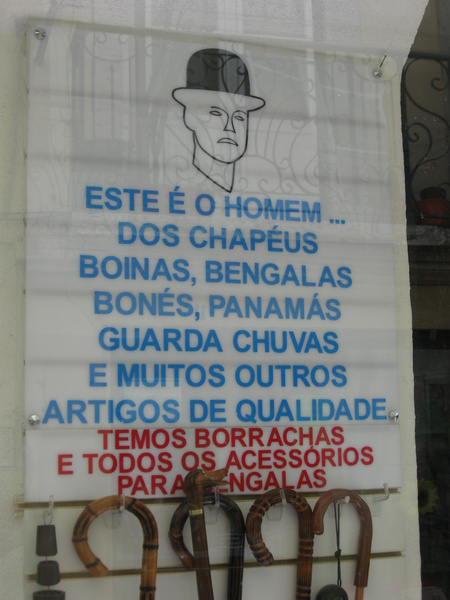 ESTE É O HOMEM ...
DOS CHAPÉUS
BOINAS, BENGALAS
BONÉS, PANAMÁS
GUARDA CHUVAS
E MUITOS OUTROS
ARTIGOS DE QUALIDADE
TEMOS BORRACHAS
E TODOS OS ACESSÓRIOS
PARA BENGALAS